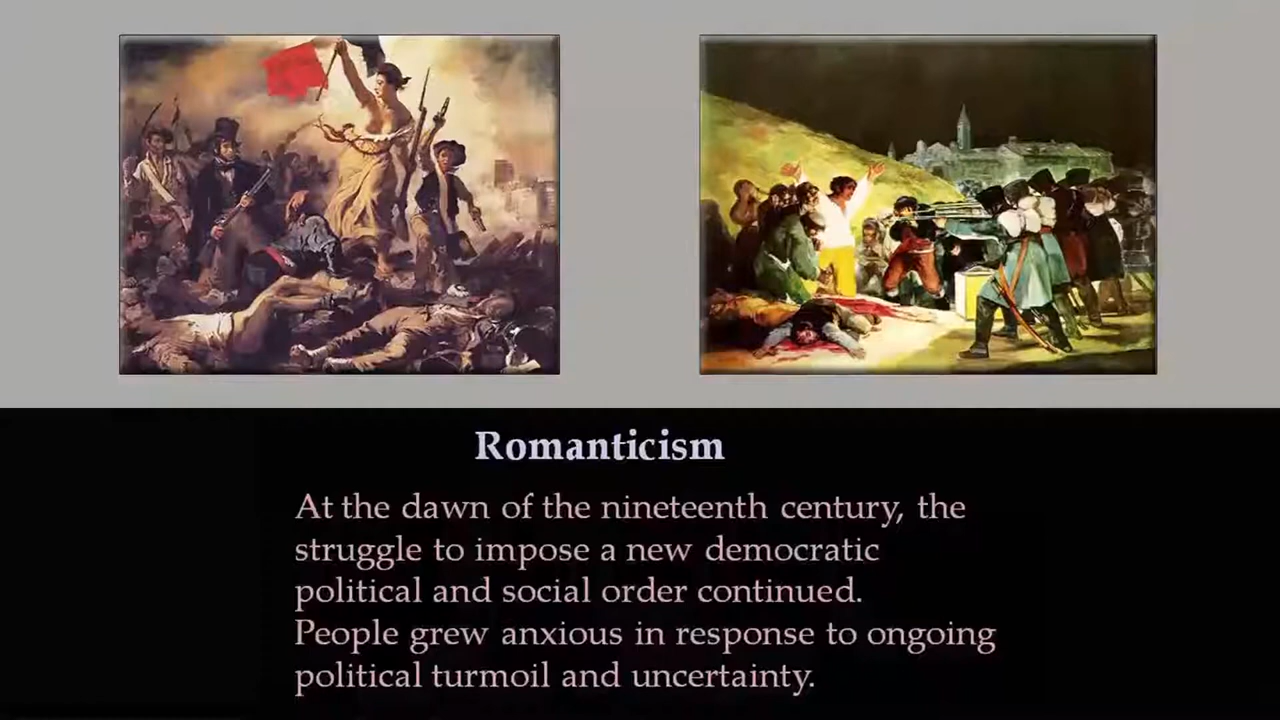 Romanticism
At the dawn of the nineteenth century, the
struggle to impose a new democratic
political and social order continued.
People grew anxious in response to ongoing
political turmoil and uncertainty.